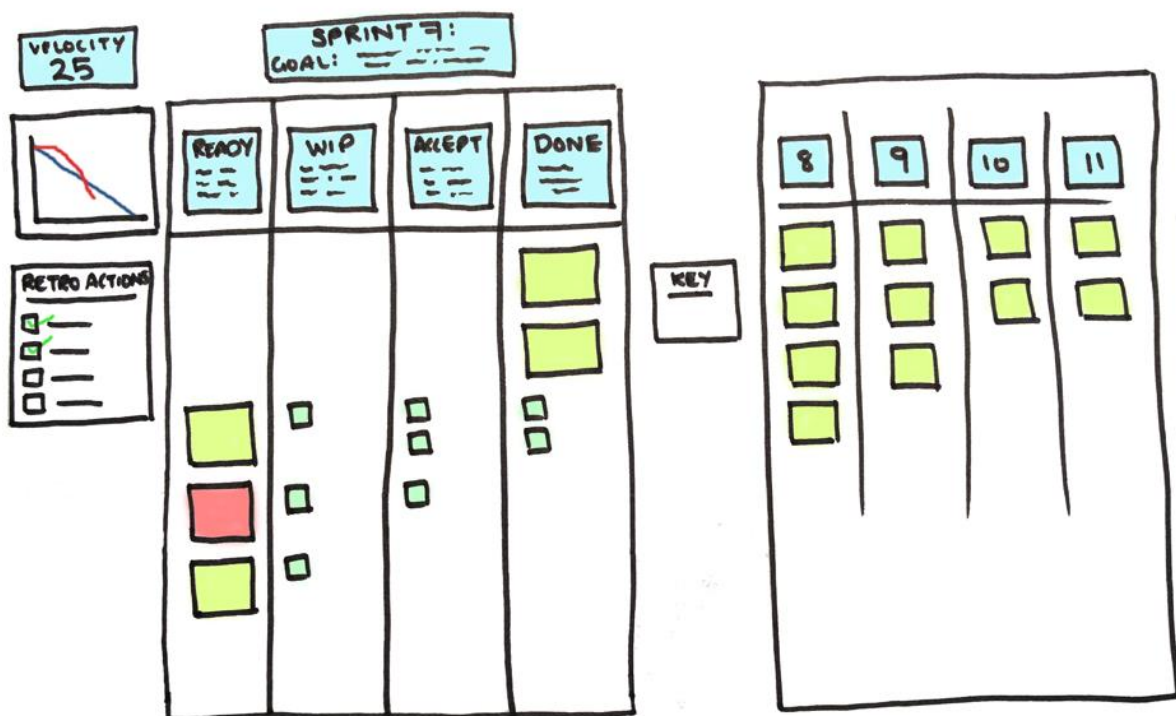 VELOCITY
25
SPRINT 7:
GOAL:
READY
WIP
ACCEPT
DONE
RETRO ACTIONS
KEY
8
9
10
11